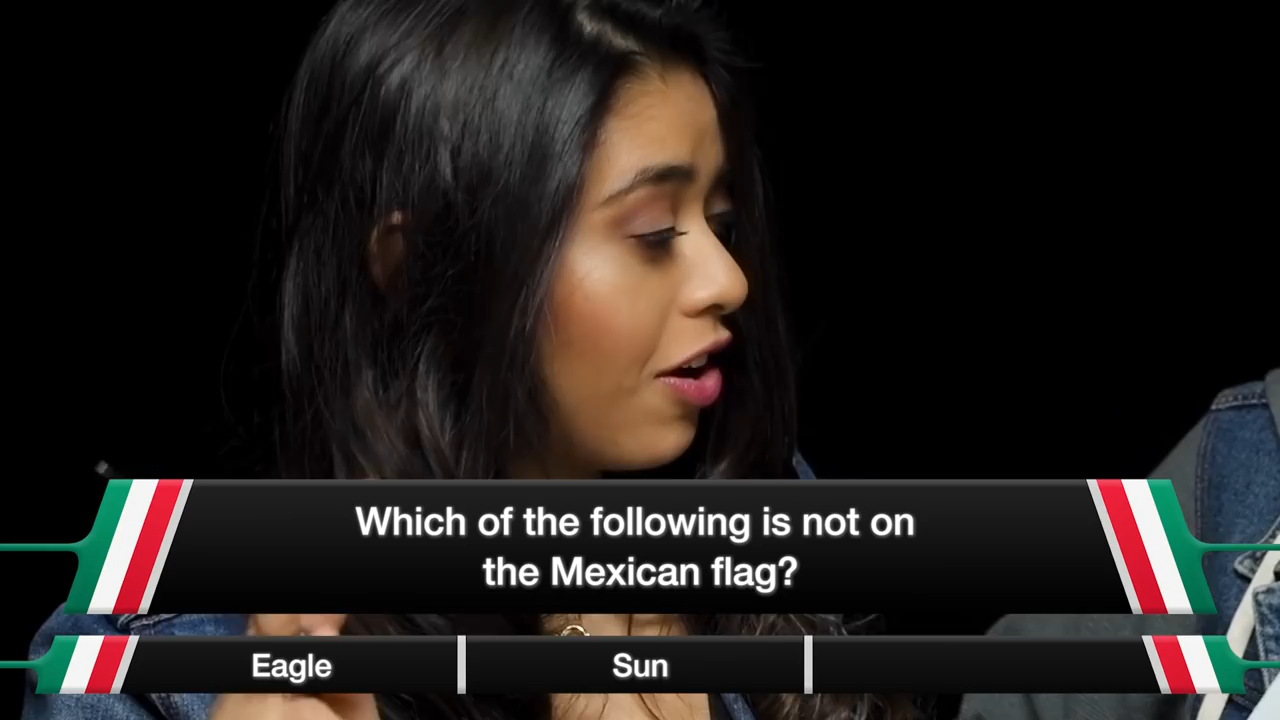 Which of the following is not on
the Mexican flag?
Eagle
Sun